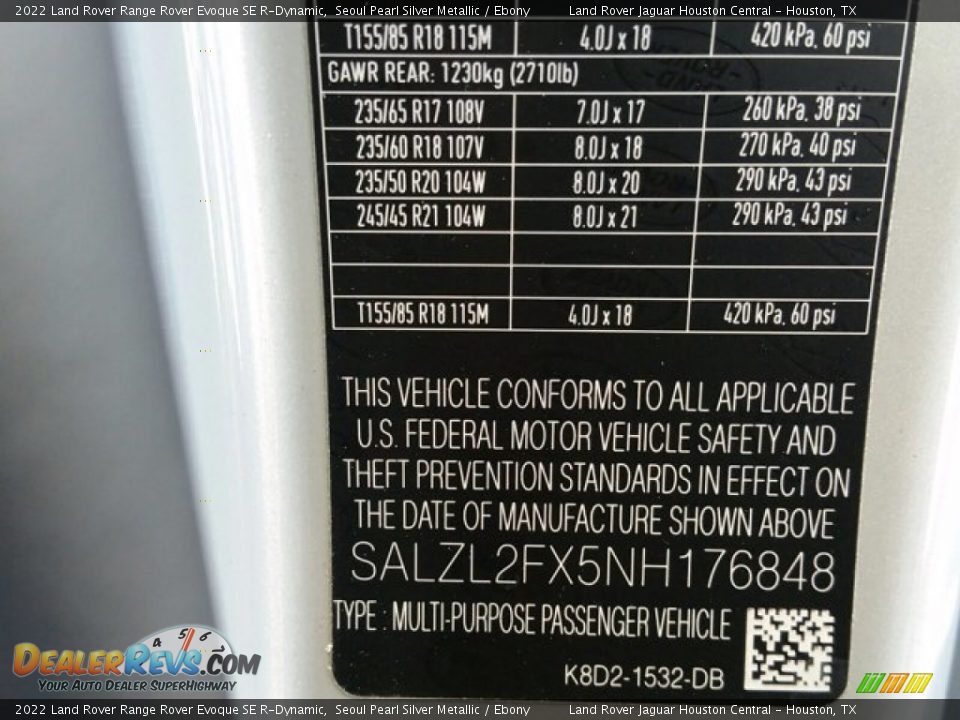 2022 Land Rover Range Rover Evoque SE R-Dynamic, Seoul Pearl Silver Metallic / Ebony Land Rover Jaguar Houston Central - Houston, TX
T155/85 R18 115M 4.0J x 18 420 kPa, 60 psi
GAWR REAR: 1230kg (2710lb)
235/65 R17 108V 7.0J x 17 260 kPa, 38 psi
235/60 R18 107V 8.0J x 18 270 kPa, 40 psi
235/50 R20 104W 8.0J x 20 290 kPa, 43 psi
245/45 R21 104W 8.0J x 21 290 kPa, 43 psi
T155/85 R18 115M 4.0J x 18 420 kPa, 60 psi
THIS VEHICLE CONFORMS TO ALL APPLICABLE
U.S. FEDERAL MOTOR VEHICLE SAFETY AND
THEFT PREVENTION STANDARDS IN EFFECT ON
THE DATE OF MANUFACTURE SHOWN ABOVE
SALZL2FX5NH176848
TYPE : MULTI-PURPOSE PASSENGER VEHICLE
K8D2-1532-DB
4 5 6
DEALERREVS.COM
YOUR AUTO DEALER SUPERHIGHWAY
2022 Land Rover Range Rover Evoque SE R-Dynamic, Seoul Pearl Silver Metallic / Ebony Land Rover Jaguar Houston Central - Houston, TX